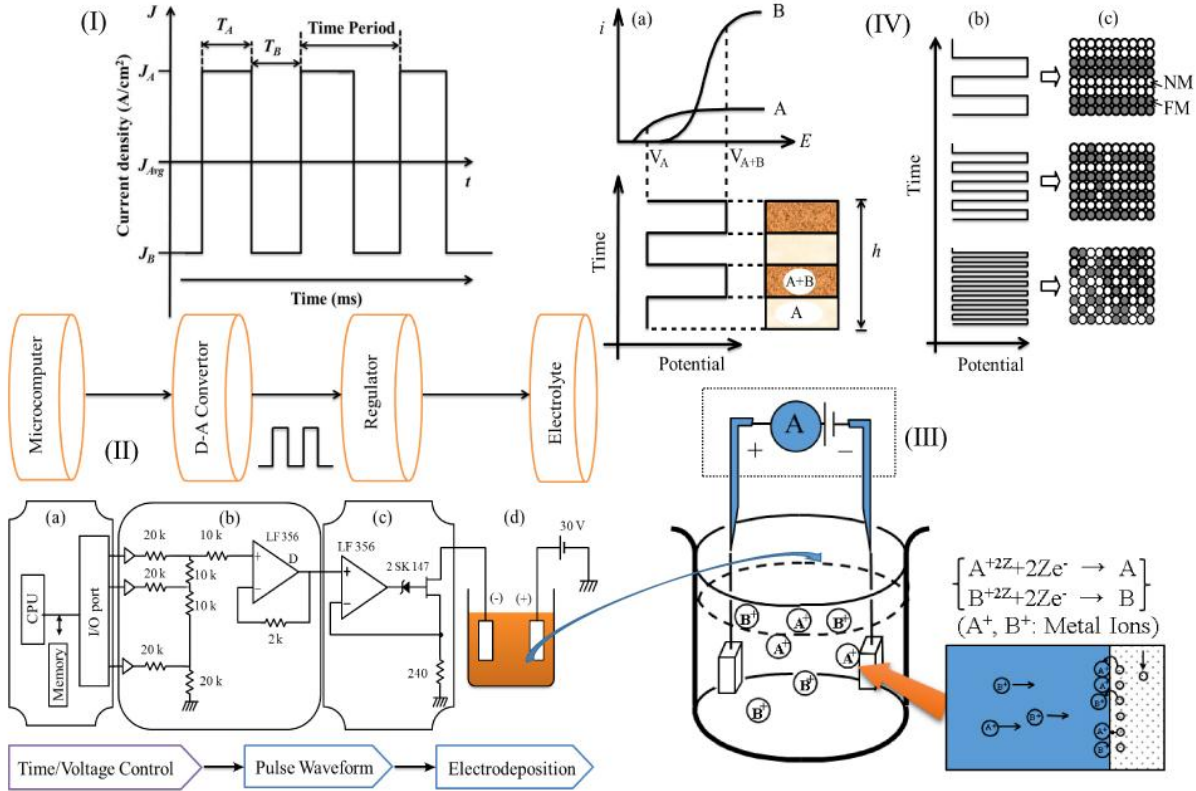 (I)
J
T_A
T_B
Time Period
J_A
J_Avg
J_B
t
Current density (A/cm²)
Time (ms)
(a)
i
B
A
E
V_A
V_A+B
Time
A+B
A
h
Potential
(IV)
(b)
(c)
NM
FM
Time
Potential
Microcomputer
D-A Convertor
Regulator
Electrolyte
(II)
(a)
CPU
Memory
I/O port
(b)
20 k
10 k
LF 356
D
20 k
10 k
10 k
2 k
20 k
20 k
(c)
LF 356
2 SK 147
240
(d)
30 V
(-)
(+)
+
-
+
-
Time/Voltage Control
Pulse Waveform
Electrodeposition
(III)
A
+
−
B⁺
A⁺
B⁺
A⁺
A⁺
B⁺
B⁺
A⁺²ᶻ+2Ze⁻ → A
B⁺²ᶻ+2Ze⁻ → B
(A⁺, B⁺: Metal Ions)
B⁺
A⁺
B⁺
A⁺
A⁺
B⁺
A⁺
B⁺